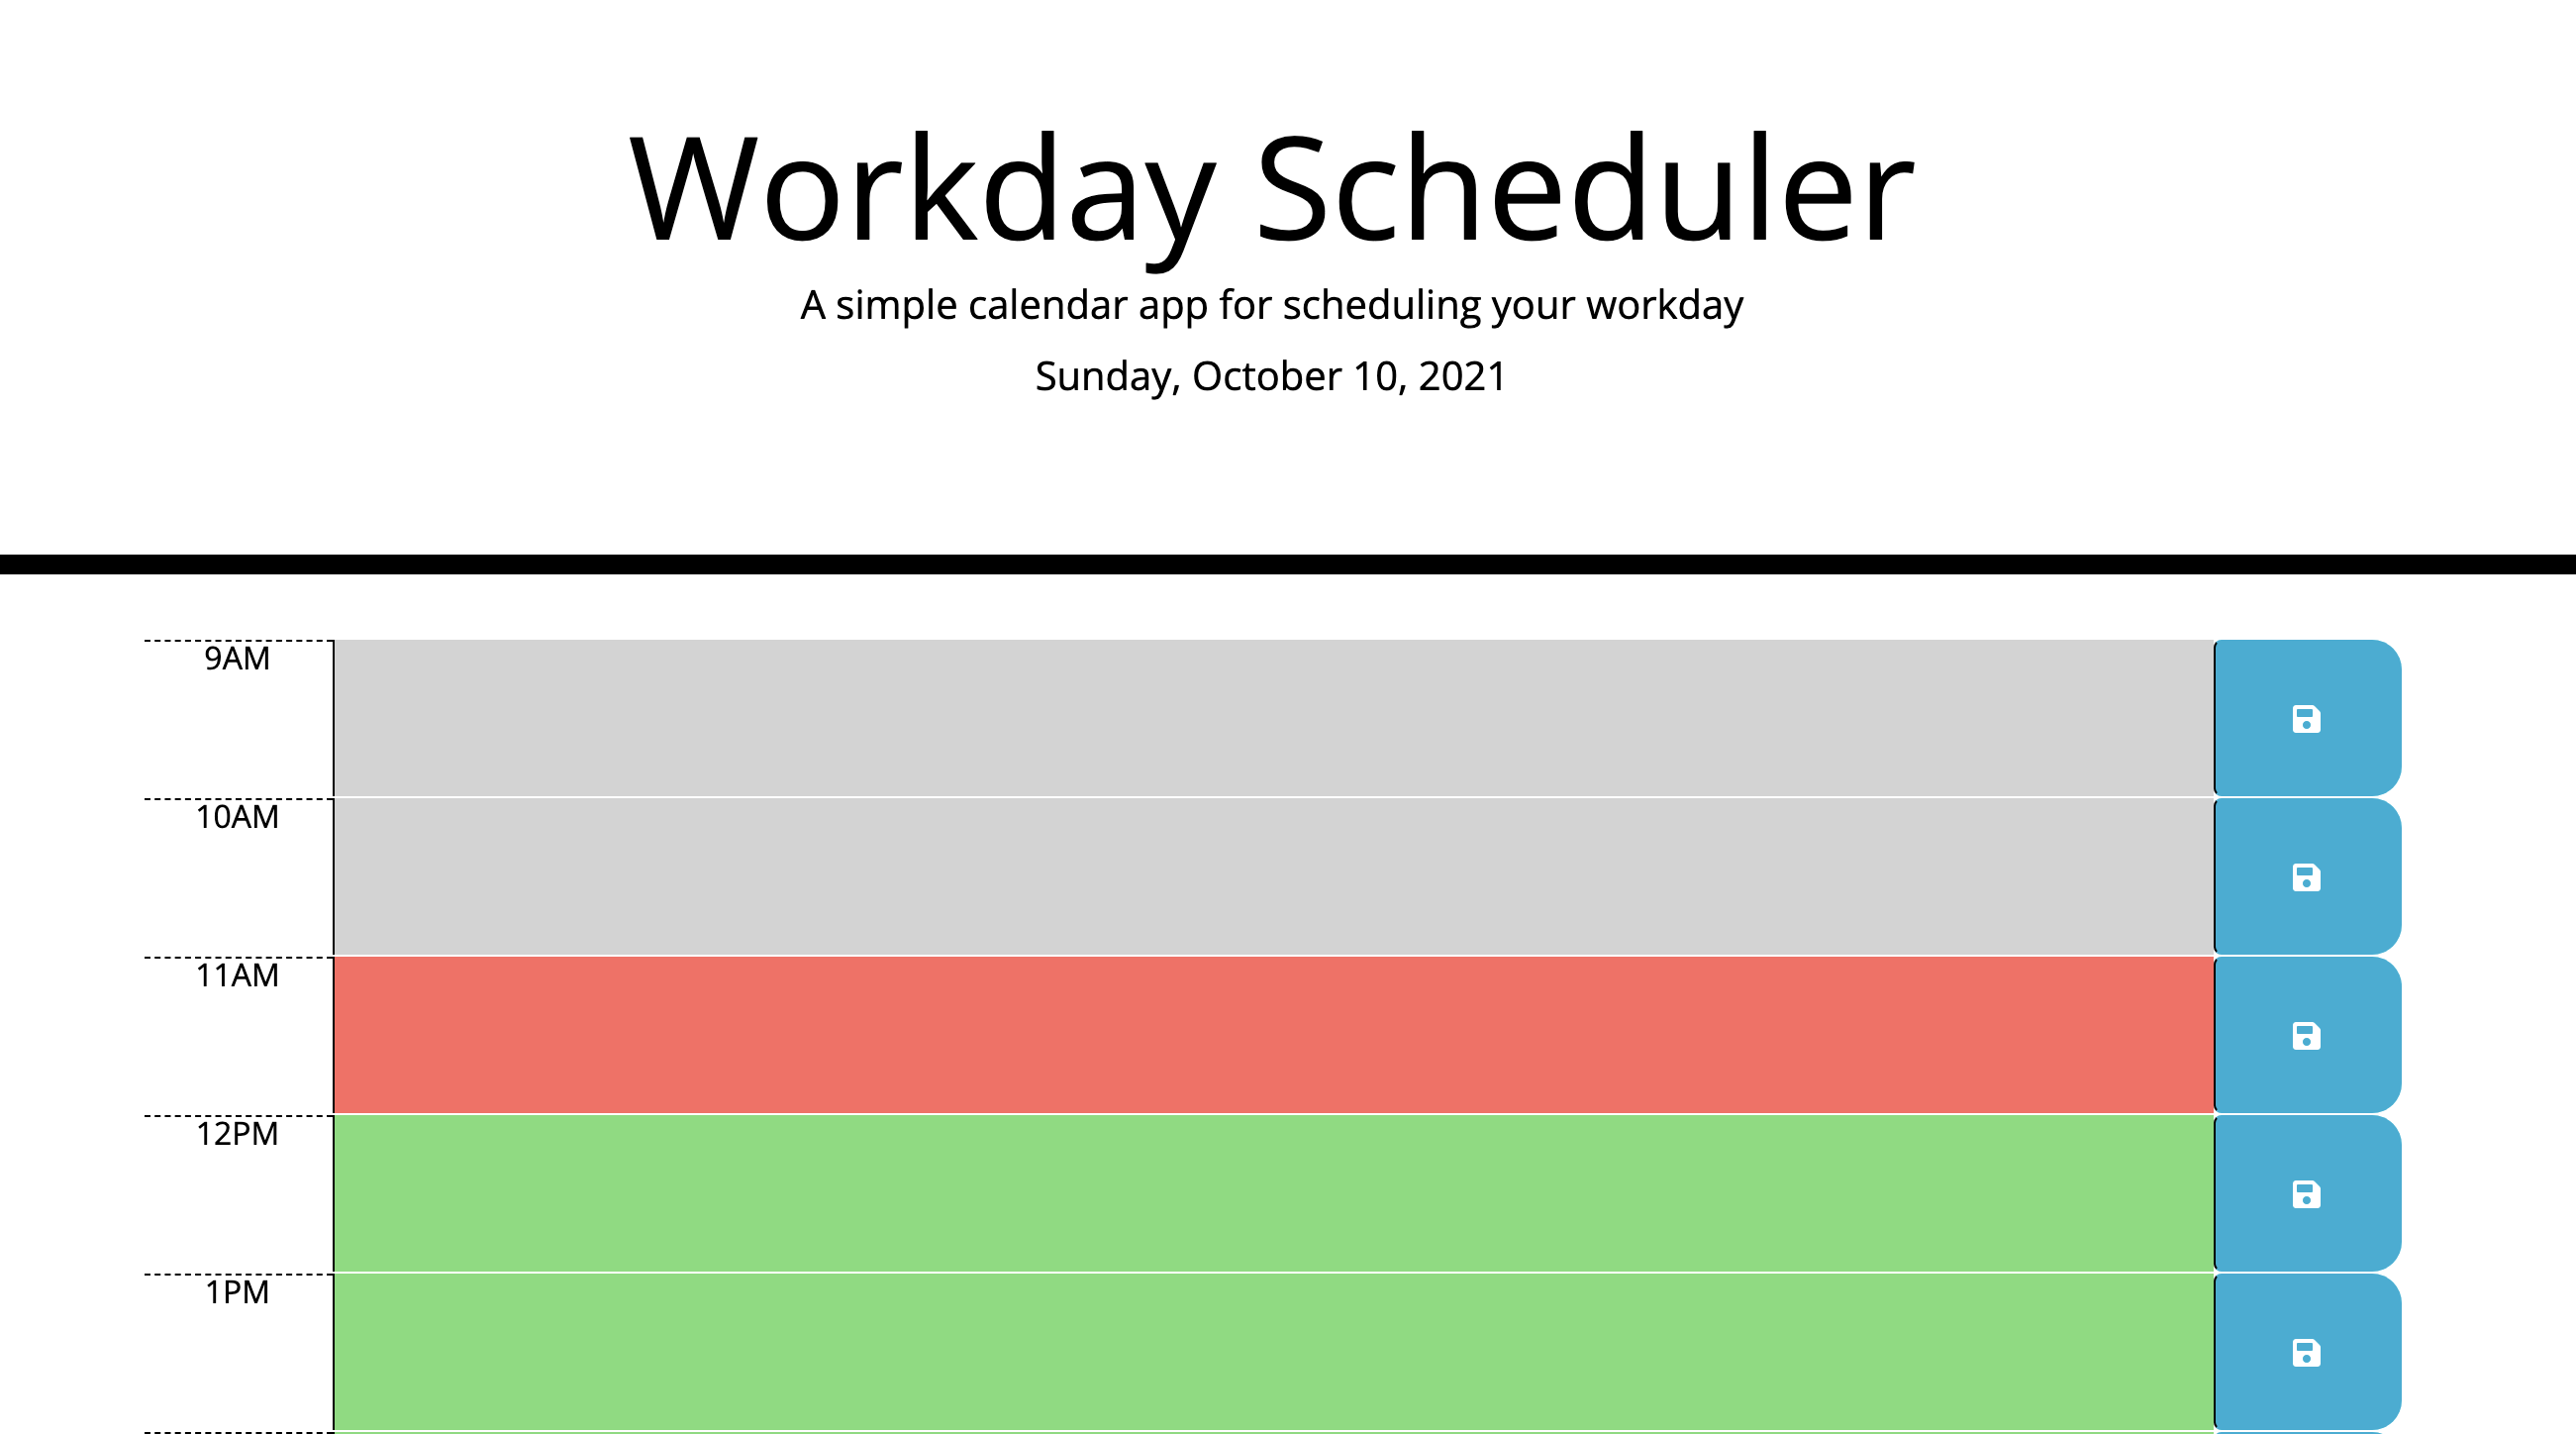 Workday Scheduler
A simple calendar app for scheduling your workday
Sunday, October 10, 2021
9AM
10AM
11AM
12PM
1PM